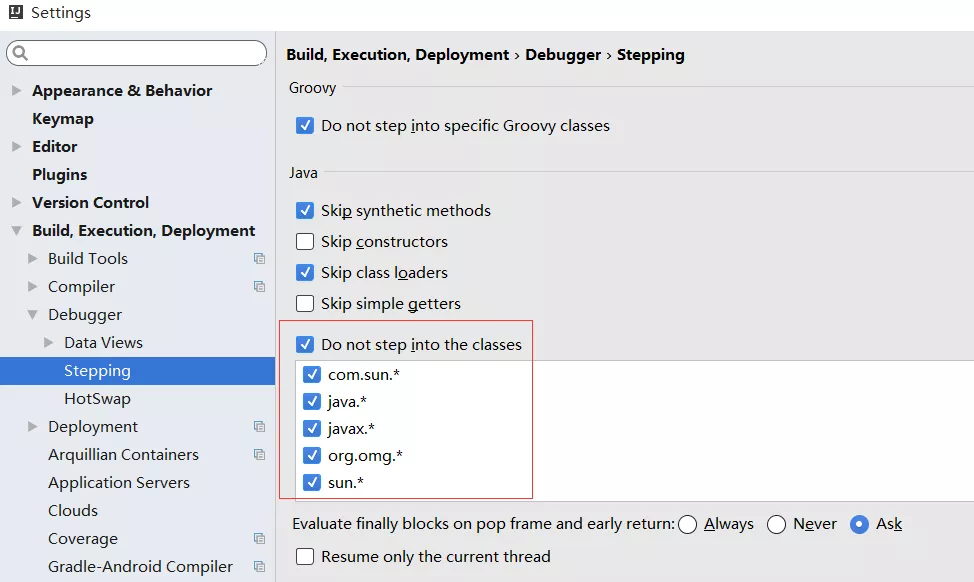 Settings
Appearance & Behavior
Keymap
Editor
Plugins
Version Control
Build, Execution, Deployment
Build Tools
Compiler
Debugger
Data Views
Stepping
HotSwap
Deployment
Arquillian Containers
Application Servers
Clouds
Coverage
Gradle-Android Compiler
Build, Execution, Deployment › Debugger › Stepping
Groovy
Do not step into specific Groovy classes
Java
Skip synthetic methods
Skip constructors
Skip class loaders
Skip simple getters
Do not step into the classes
com.sun.*
java.*
javax.*
org.omg.*
sun.*
Evaluate finally blocks on pop frame and early return: Always Never Ask
Resume only the current thread